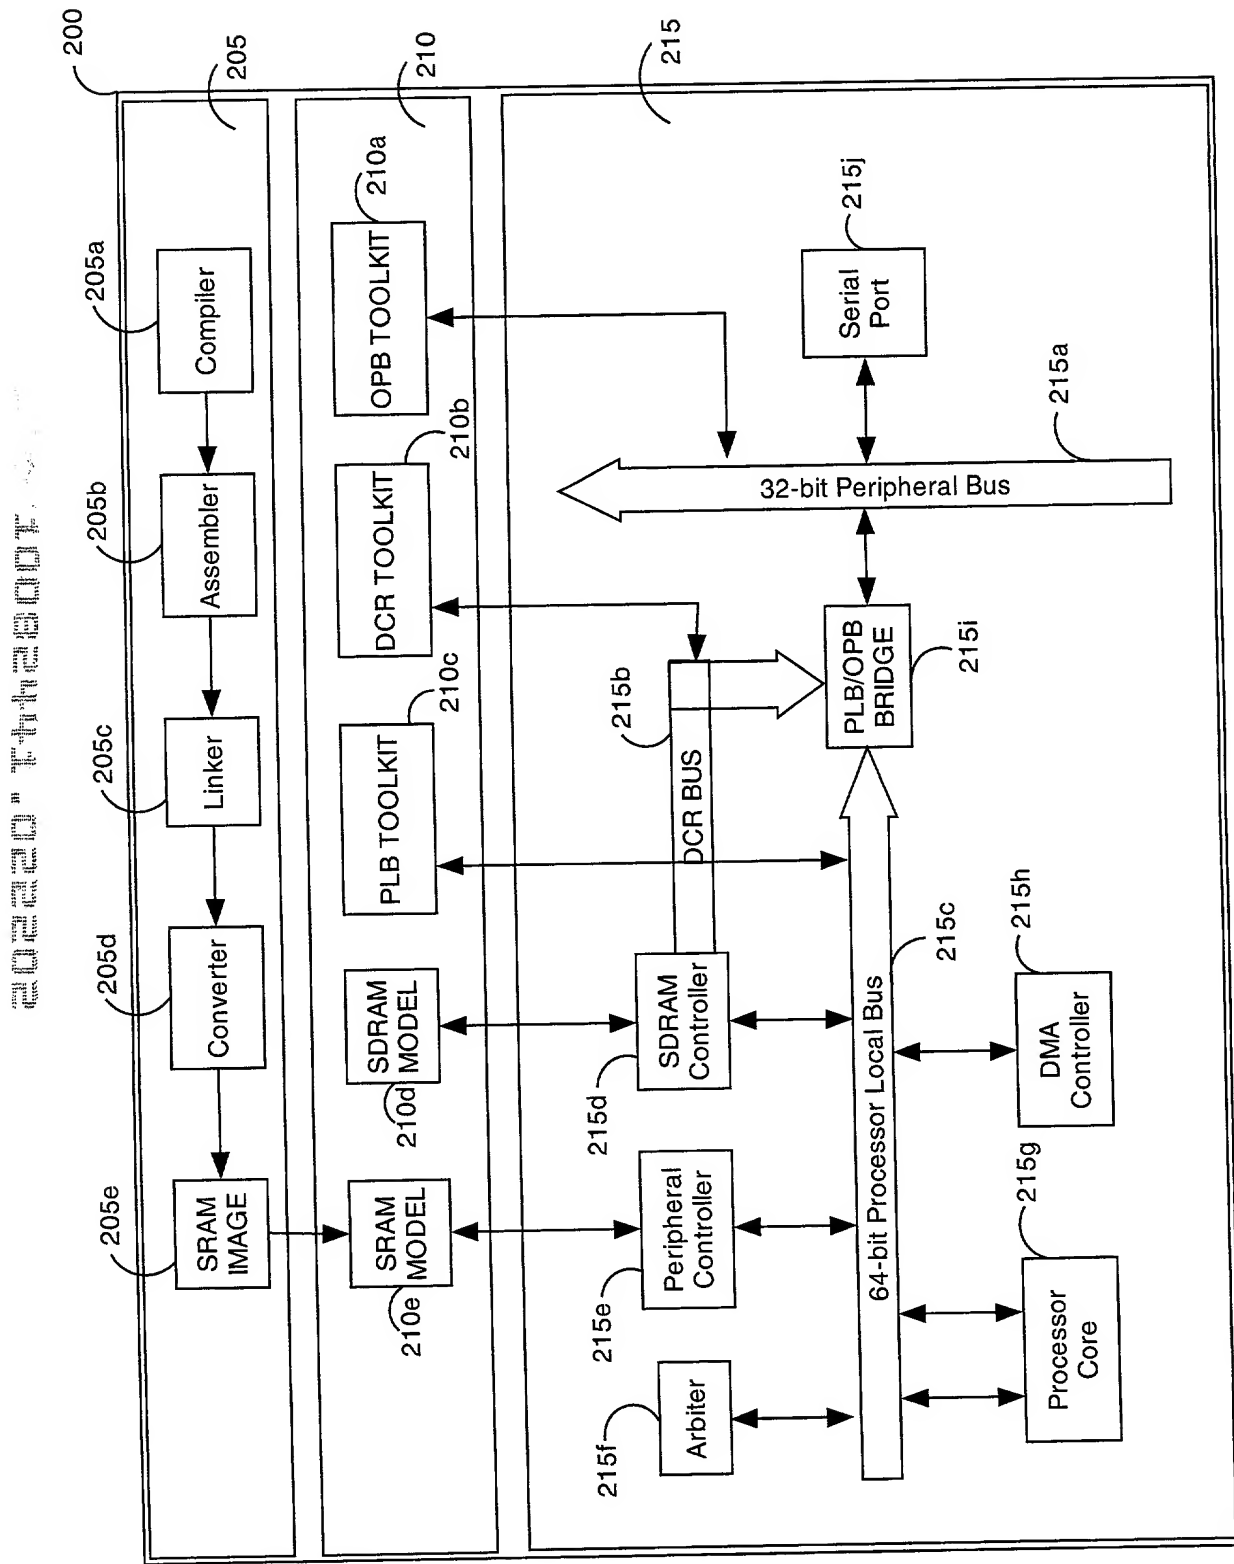 200
205
205a
Compiler
205b
Assembler
205c
Linker
205d
Converter
205e
SRAM
IMAGE
210
210a
OPB TOOLKIT
210b
DCR TOOLKIT
210c
PLB TOOLKIT
SDRAM
MODEL
210d
SRAM
MODEL
210e
215
215j
Serial
Port
215a
32-bit Peripheral Bus
215b
DCR BUS
PLB/OPB
BRIDGE
215i
SDRAM
Controller
215d
Peripheral
Controller
215e
Arbiter
215f
64-bit Processor Local Bus
215c
215h
DMA
Controller
215g
Processor
Core